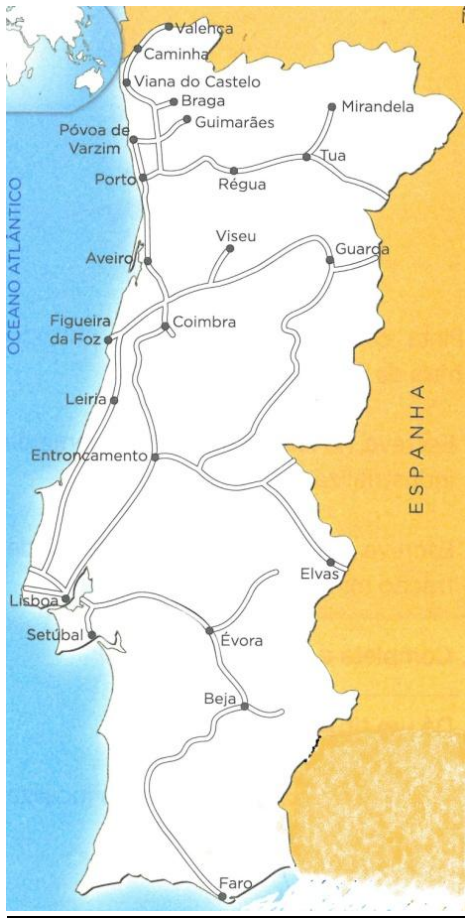 Valença
Caminha
Viana do Castelo
Braga
Mirandela
Guimarães
Póvoa de
Varzim
Tua
Porto
Régua
OCEANO ATLÂNTICO
Viseu
Guarda
Aveiro
Figueira
da Foz
Coimbra
Leiria
ESPANHA
Entroncamento
Elvas
Lisboa
Setúbal
Évora
Beja
Faro